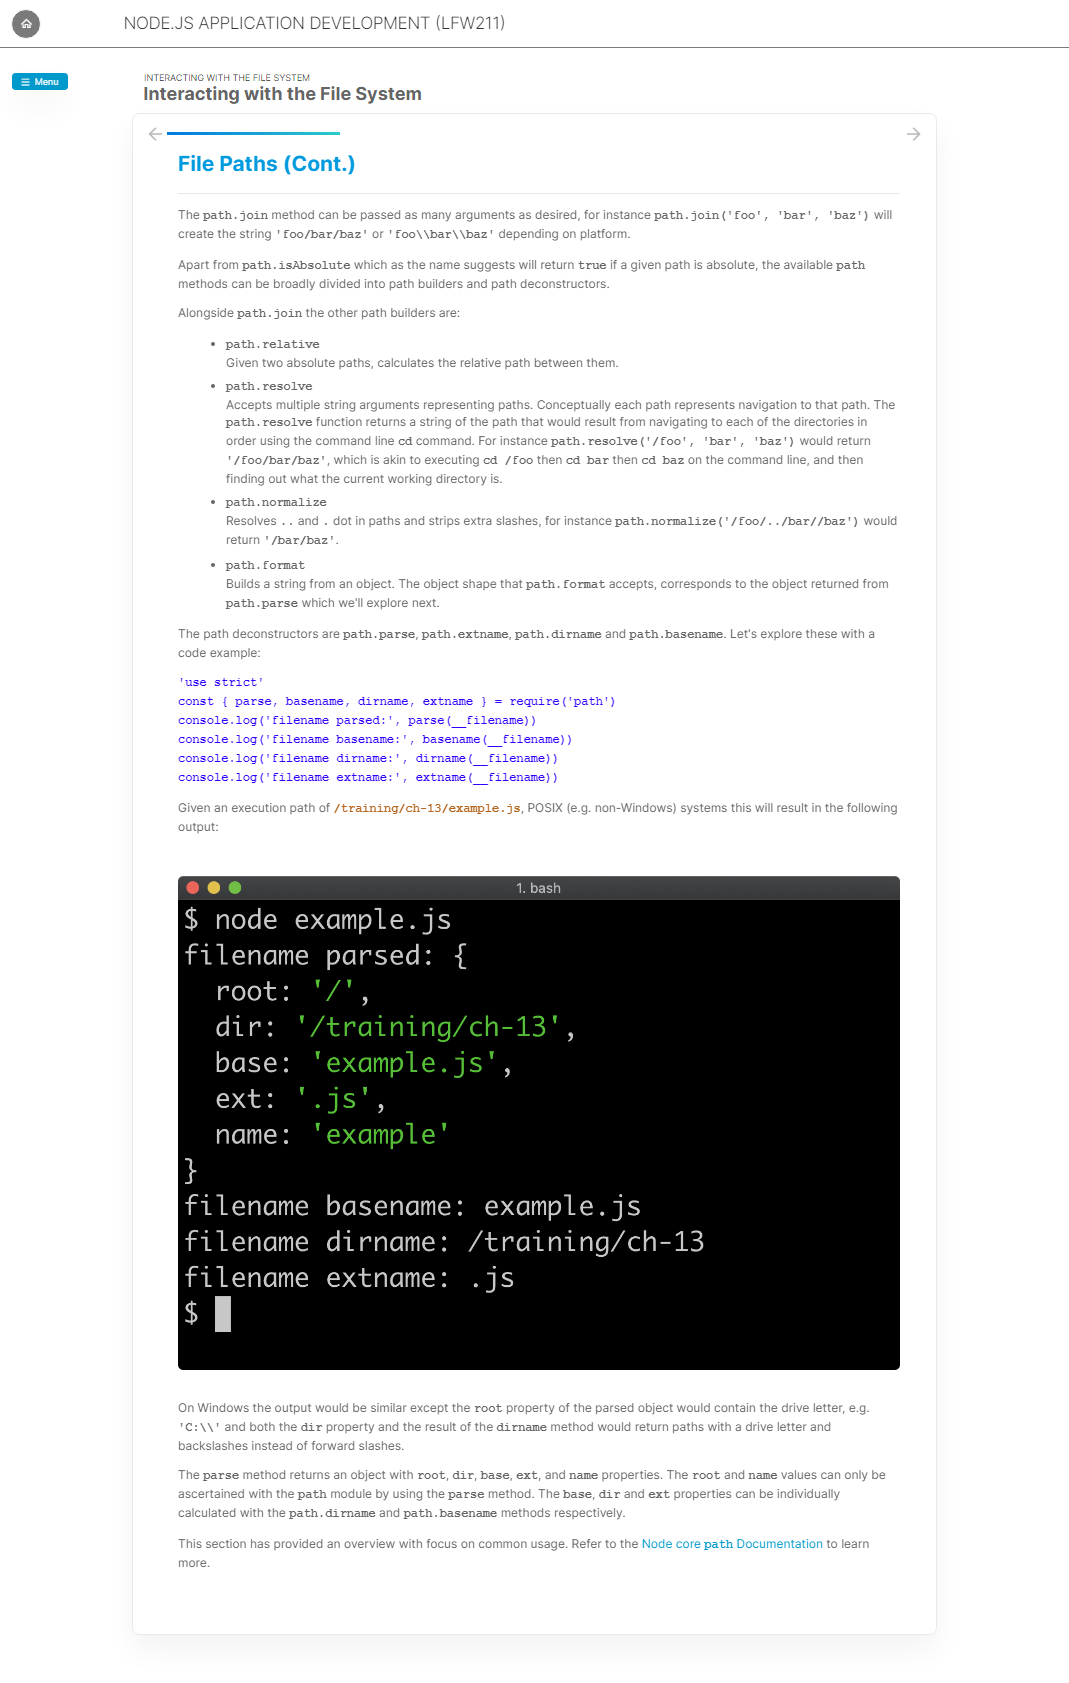 NODE.JS APPLICATION DEVELOPMENT (LFW211)
Menu
INTERACTING WITH THE FILE SYSTEM
Interacting with the File System
File Paths (Cont.)
The path.join method can be passed as many arguments as desired, for instance path.join('foo', 'bar', 'baz') will
create the string 'foo/bar/baz' or 'foo\\bar\\baz' depending on platform.
Apart from path.isAbsolute which as the name suggests will return true if a given path is absolute, the available path
methods can be broadly divided into path builders and path deconstructors.
Alongside path.join the other path builders are:
• path.relative
Given two absolute paths, calculates the relative path between them.
• path.resolve
Accepts multiple string arguments representing paths. Conceptually each path represents navigation to that path. The
path.resolve function returns a string of the path that would result from navigating to each of the directories in
order using the command line cd command. For instance path.resolve('/foo', 'bar', 'baz') would return
'/foo/bar/baz', which is akin to executing cd /foo then cd bar then cd baz on the command line, and then
finding out what the current working directory is.
• path.normalize
Resolves .. and . dot in paths and strips extra slashes, for instance path.normalize('/foo/../bar//baz') would
return '/bar/baz'.
• path.format
Builds a string from an object. The object shape that path.format accepts, corresponds to the object returned from
path.parse which we'll explore next.
The path deconstructors are path.parse, path.extname, path.dirname and path.basename. Let's explore these with a
code example:
'use strict'
const { parse, basename, dirname, extname } = require('path')
console.log('filename parsed:', parse(__filename))
console.log('filename basename:', basename(__filename))
console.log('filename dirname:', dirname(__filename))
console.log('filename extname:', extname(__filename))
Given an execution path of /training/ch-13/example.js, POSIX (e.g. non-Windows) systems this will result in the following
output:
1. bash
$ node example.js
filename parsed: {
  root: '/',
  dir: '/training/ch-13',
  base: 'example.js',
  ext: '.js',
  name: 'example'
}
filename basename: example.js
filename dirname: /training/ch-13
filename extname: .js
$
On Windows the output would be similar except the root property of the parsed object would contain the drive letter, e.g.
'C:\\' and both the dir property and the result of the dirname method would return paths with a drive letter and
backslashes instead of forward slashes.
The parse method returns an object with root, dir, base, ext, and name properties. The root and name values can only be
ascertained with the path module by using the parse method. The base, dir and ext properties can be individually
calculated with the path.dirname and path.basename methods respectively.
This section has provided an overview with focus on common usage. Refer to the Node core path Documentation to learn
more.